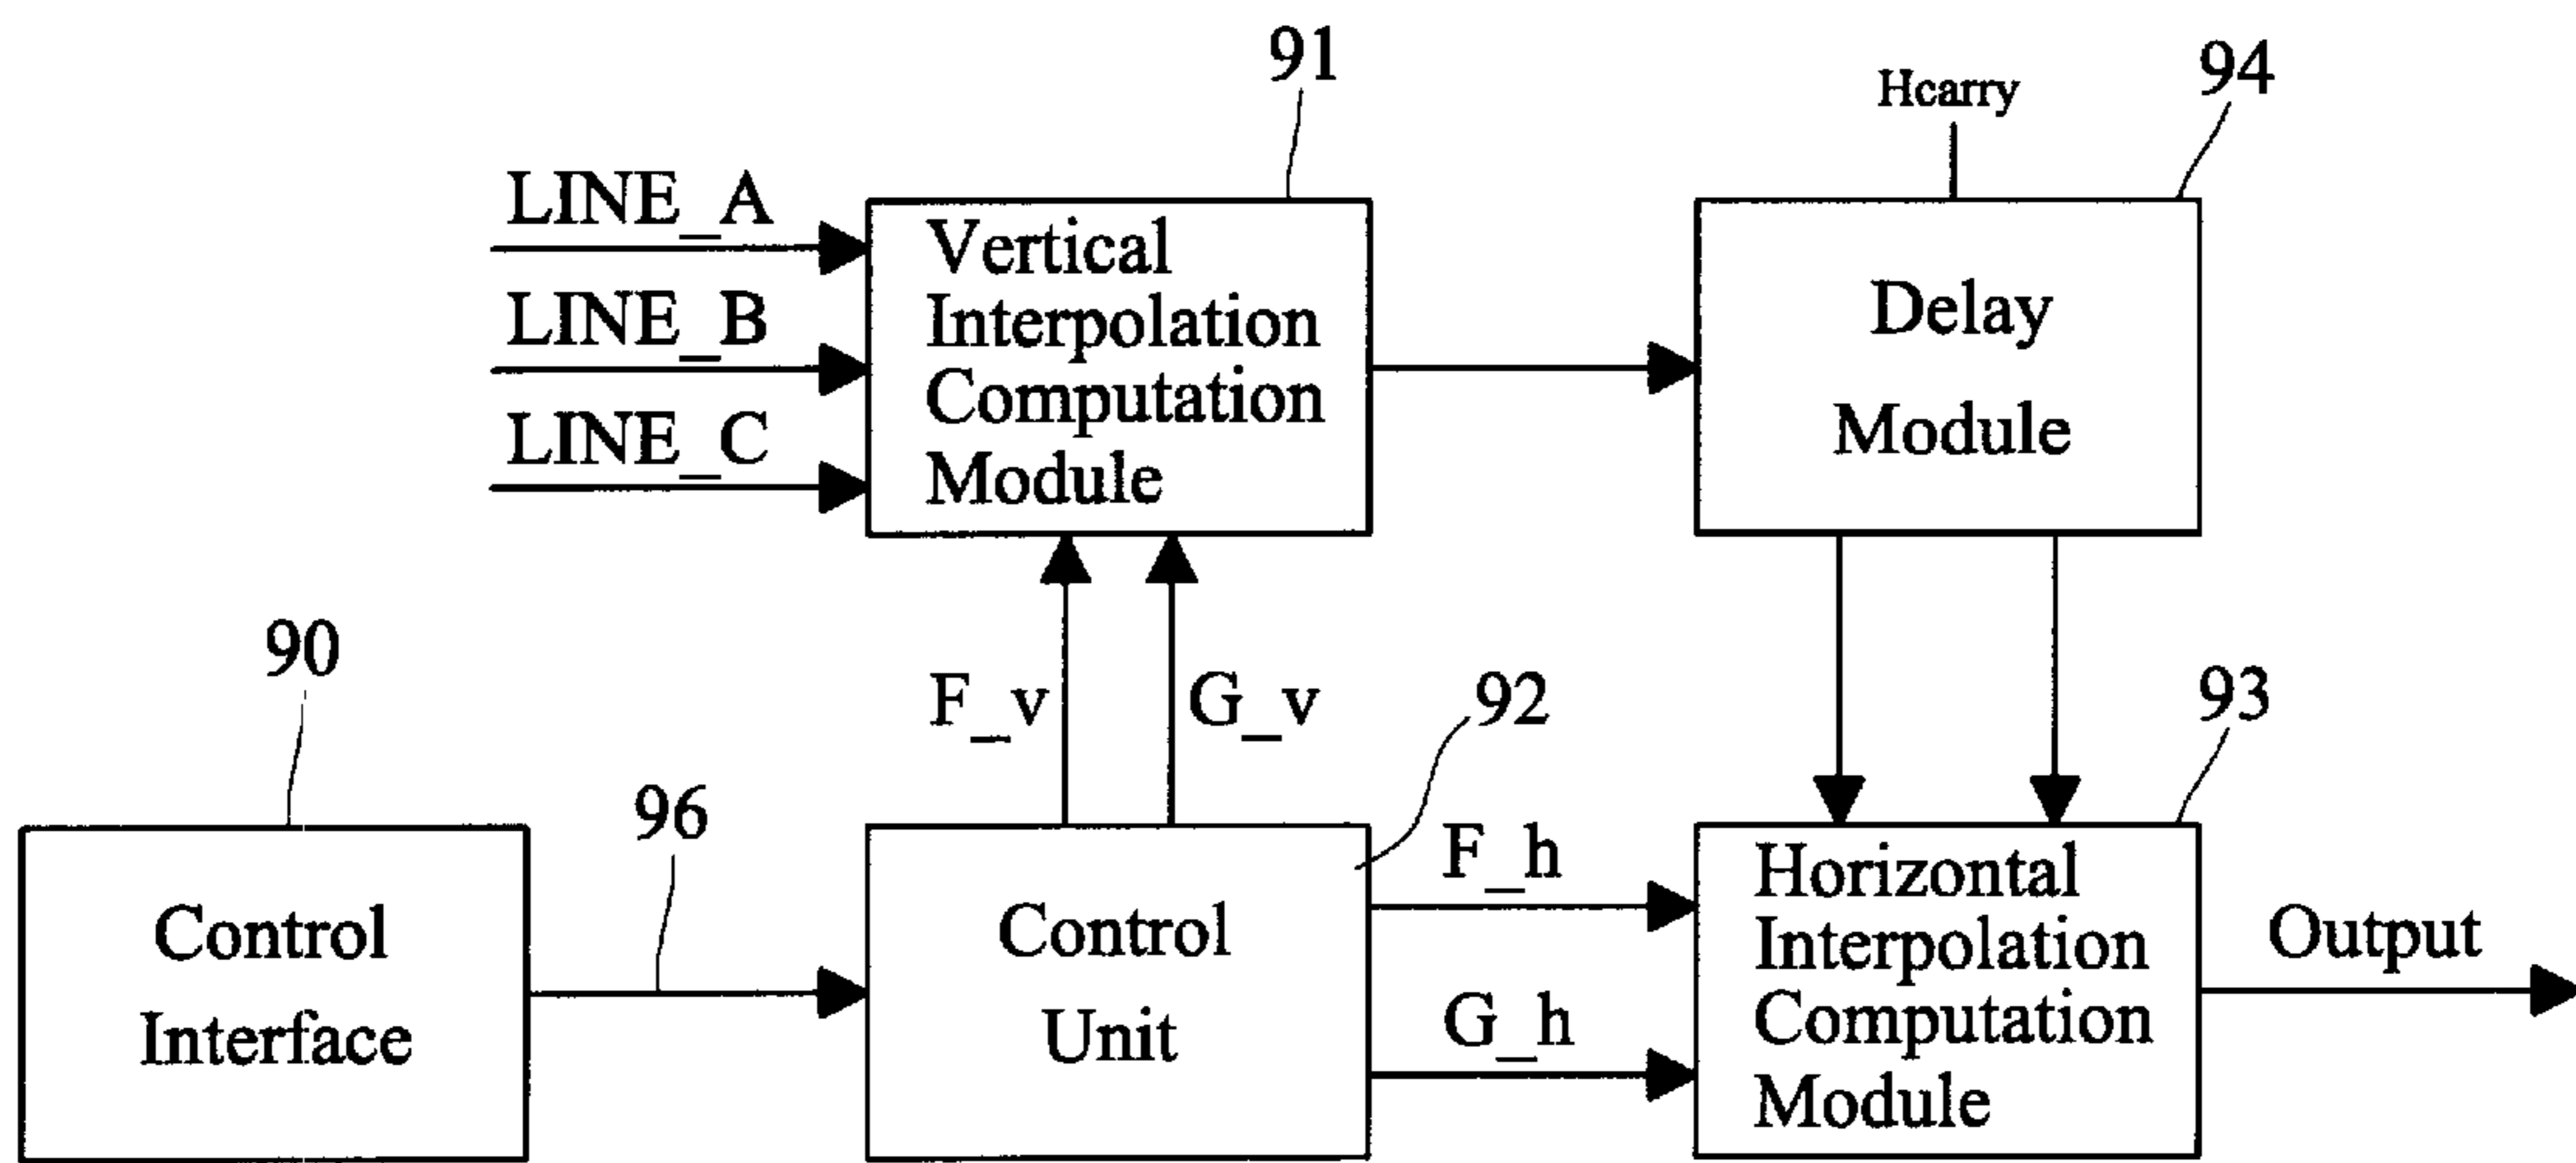 91
94
Hcarry
LINE_A
LINE_B
LINE_C
Vertical
Interpolation
Computation
Module
Delay
Module
90
F_v
G_v
92
93
96
Control
Interface
Control
Unit
F_h
G_h
Horizontal
Interpolation
Computation
Module
Output